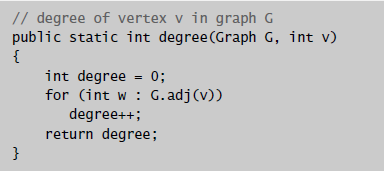 // degree of vertex v in graph G
public static int degree(Graph G, int v)
{
    int degree = 0;
    for (int w : G.adj(v))
       degree++;
    return degree;
}